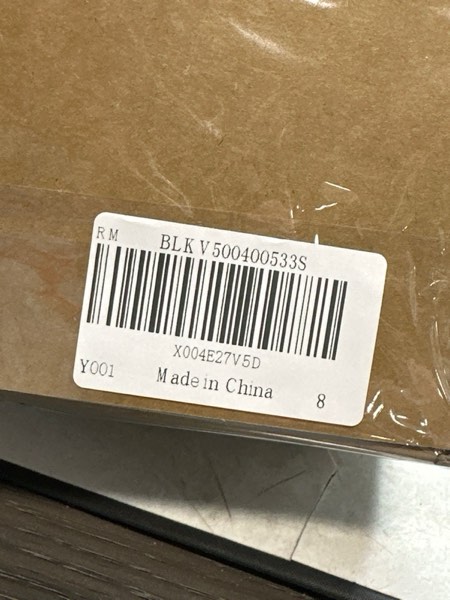 RM
BLK V500400533S
X004E27V5D
Y001
Made in China
8